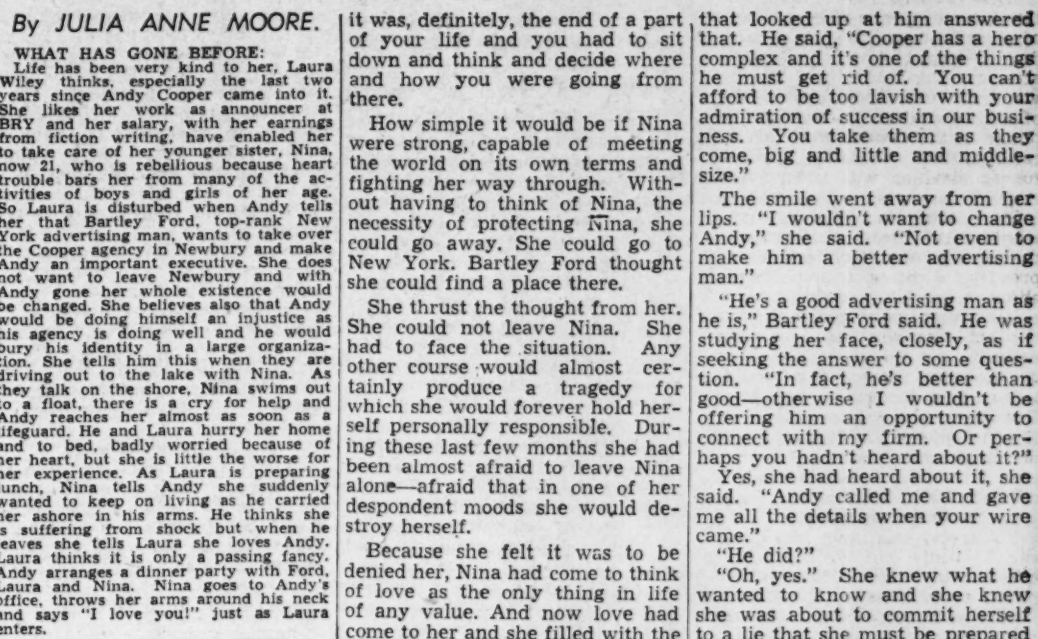 By JULIA ANNE MOORE.
WHAT HAS GONE BEFORE:
Life has been very kind to her, Laura
Wiley thinks, especially the last two
years since Andy Cooper came into it.
She likes her work as announcer at
BRY and her salary, with her earnings
from fiction writing, have enabled her
to take care of her younger sister, Nina,
now 21, who is rebellious because heart
trouble bars her from many of the ac-
tivities of boys and girls of her age.
So Laura is disturbed when Andy tells
her that Bartley Ford, top-rank New
York advertising man, wants to take over
the Cooper agency in Newbury and make
Andy an important executive. She does
not want to leave Newbury and with
Andy gone her whole existence would
be changed. She believes also that Andy
would be doing himself an injustice as
his agency is doing well and he would
bury his identity in a large organiza-
tion. She tells him this when they are
driving out to the lake with Nina. As
they talk on the shore, Nina swims out
to a float, there is a cry for help and
Andy reaches her almost as soon as a
lifeguard. He and Laura hurry her home
and to bed, badly worried because of
her heart, but she is little the worse for
her experience. As Laura is preparing
lunch, Nina tells Andy she suddenly
wanted to keep on living as he carried
her ashore in his arms. He thinks she
is suffering from shock but when he
leaves she tells Laura she loves Andy.
Laura thinks it is only a passing fancy.
Andy arranges a dinner party with Ford,
Laura and Nina. Nina goes to Andy's
office, throws her arms around his neck
and says "I love you!" just as Laura
enters.
it was, definitely, the end of a part
of your life and you had to sit
down and think and decide where
and how you were going from
there.
How simple it would be if Nina
were strong, capable of meeting
the world on its own terms and
fighting her way through. With-
out having to think of Nina, the
necessity of protecting Nina, she
could go away. She could go to
New York. Bartley Ford thought
she could find a place there.
She thrust the thought from her.
She could not leave Nina. She
had to face the situation. Any
other course would almost cer-
tainly produce a tragedy for
which she would forever hold her-
self personally responsible. Dur-
ing these last few months she had
been almost afraid to leave Nina
alone—afraid that in one of her
despondent moods she would de-
stroy herself.
Because she felt it was to be
denied her, Nina had come to think
of love as the only thing in life
of any value. And now love had
come to her and she filled with the
that looked up at him answered
that. He said, "Cooper has a hero
complex and it's one of the things
he must get rid of. You can't
afford to be too lavish with your
admiration of success in our busi-
ness. You take them as they
come, big and little and middle-
size."
The smile went away from her
lips. "I wouldn't want to change
Andy," she said. "Not even to
make him a better advertising
man."
"He's a good advertising man as
he is," Bartley Ford said. He was
studying her face, closely, as if
seeking the answer to some ques-
tion. "In fact, he's better than
good—otherwise I wouldn't be
offering him an opportunity to
connect with my firm. Or per-
haps you hadn't heard about it?"
Yes, she had heard about it, she
said. "Andy called me and gave
me all the details when your wire
came."
"He did?"
"Oh, yes." She knew what he
wanted to know and she knew
she was about to commit herself
to a lie that she must be prepared